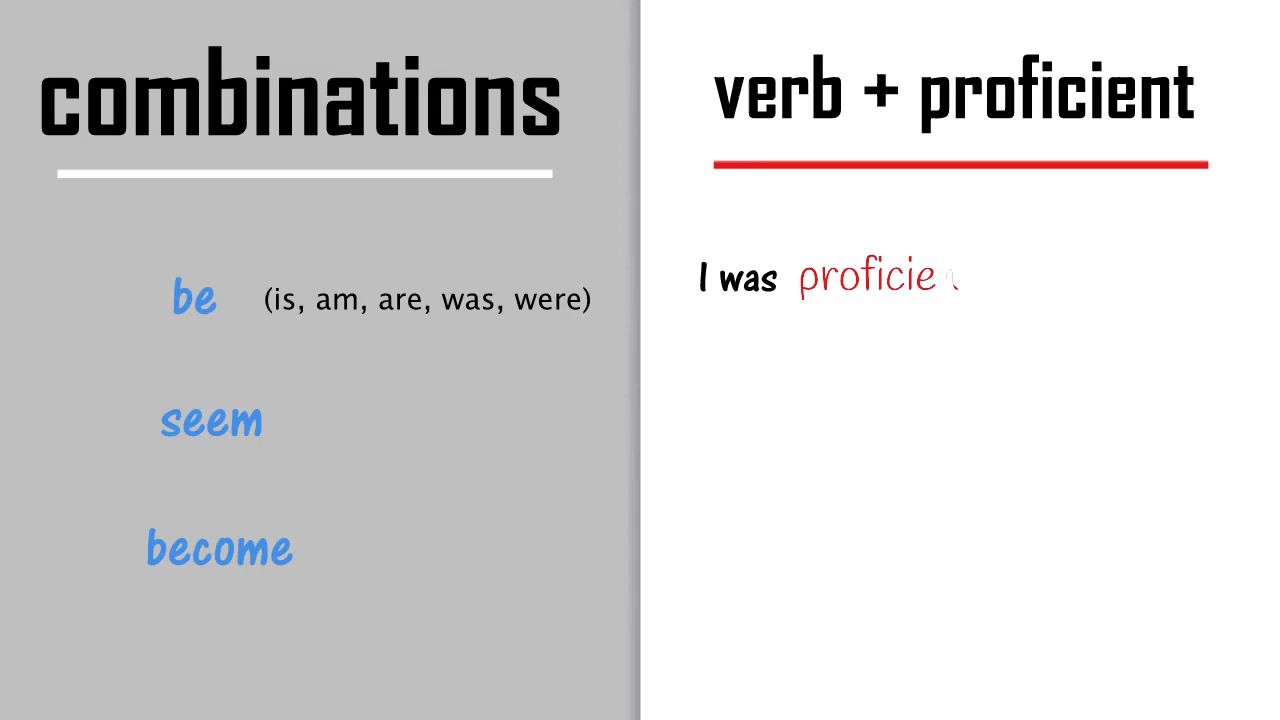 combinations
be (is, am, are, was, were)
seem
become
verb + proficient
I was proficie